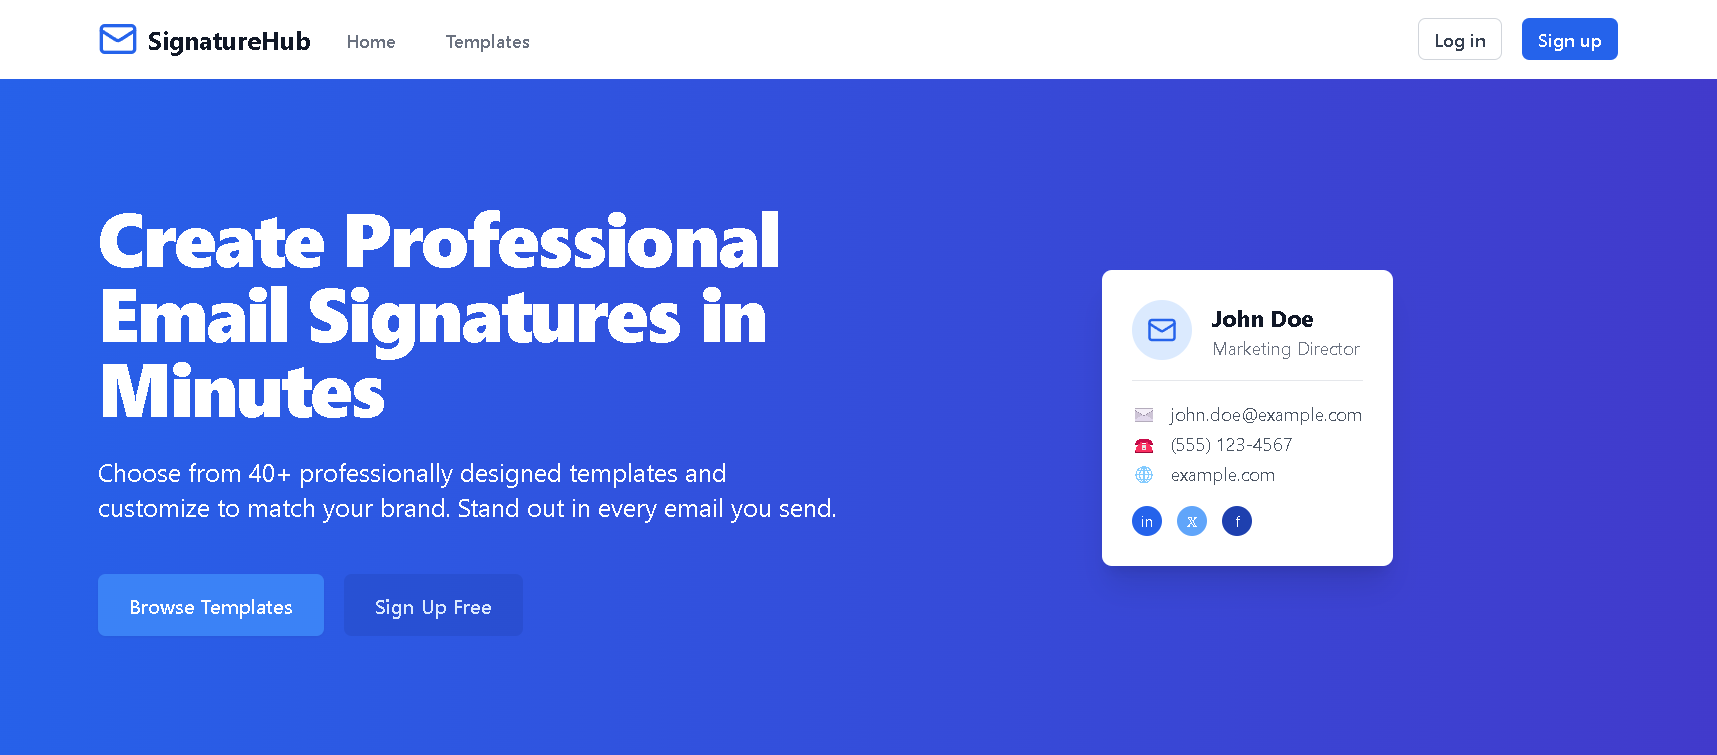 SignatureHub
Home
Templates
Log in
Sign up
Create Professional
Email Signatures in
Minutes
Choose from 40+ professionally designed templates and
customize to match your brand. Stand out in every email you send.
Browse Templates
Sign Up Free
John Doe
Marketing Director
john.doe@example.com
(555) 123-4567
example.com
in
𝕏
f